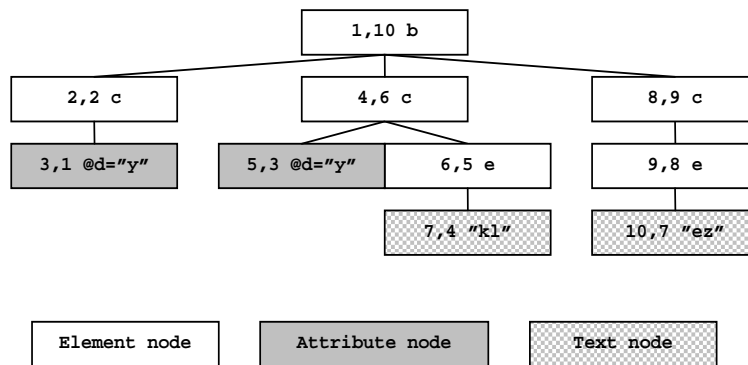 1,10 b
2,2 c 4,6 c 8,9 c
3,1 @d=”y” 5,3 @d=”y” 6,5 e 9,8 e
7,4 ”kl” 10,7 ”ez”
Element node Attribute node Text node